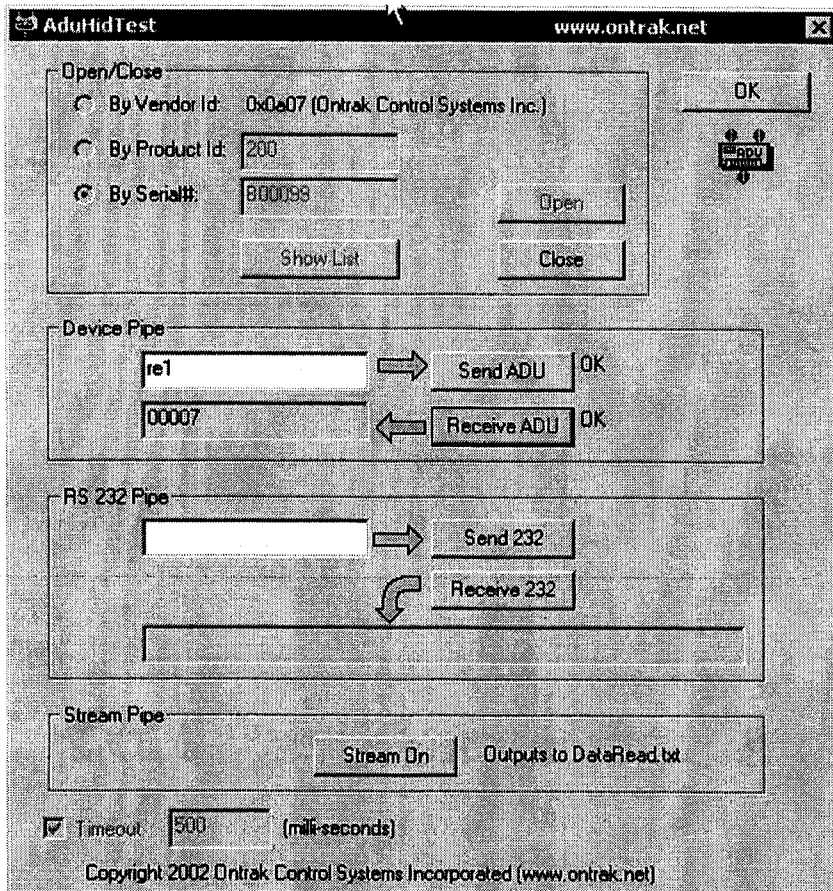 AduHidTest www.ontrak.net
Open/Close
By Vendor Id: 0x0a07 (Ontrak Control Systems Inc.)
OK
By Product Id: 200
ADU
By Serial#: B00099
Open
Show List Close
Device Pipe
re1 Send ADU OK
00007 Receive ADU OK
RS 232 Pipe
Send 232
Receive 232
Stream Pipe
Stream On Outputs to DataRead.txt
Timeout 500 (milli-seconds)
Copyright 2002 Ontrak Control Systems Incorporated (www.ontrak.net)